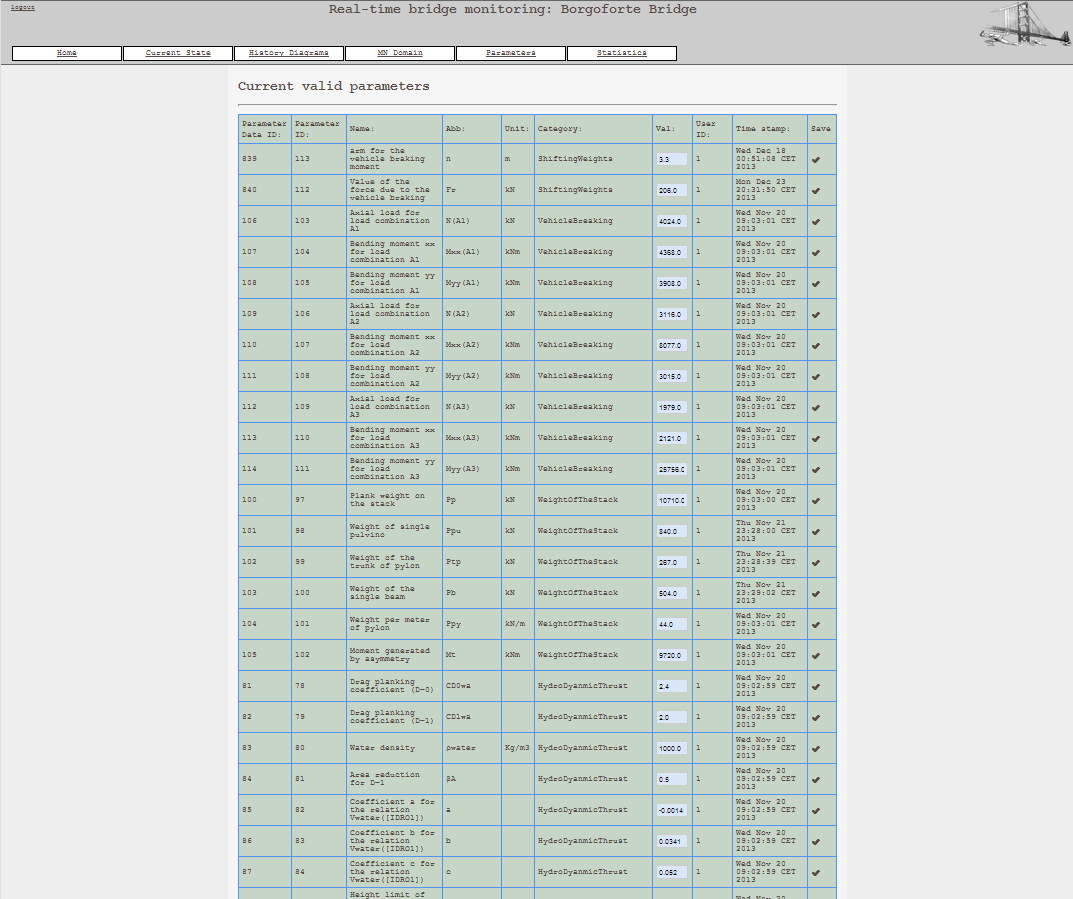 logout
Real-time bridge monitoring: Borgoforte Bridge
Home Current State History Diagrams MN Domain Parameters Statistics
Current valid parameters
Parameter Data ID: Parameter ID: Name: Abb: Unit: Category: Val: User ID: Time stamp: Save
839 113 arm for the vehicle braking moment n m ShiftingWeights 3.3 1 Wed Dec 18 00:51:08 CET 2013
840 112 Value of the force due to the vehicle braking Fr kN ShiftingWeights 206.0 1 Mon Dec 23 20:31:50 CET 2013
106 103 Axial load for load combination A1 N(A1) kN VehicleBreaking 4024.0 1 Wed Nov 20 09:03:01 CET 2013
107 104 Bending moment xx for load combination A1 Mxx(A1) kNm VehicleBreaking 4368.0 1 Wed Nov 20 09:03:01 CET 2013
108 105 Bending moment yy for load combination A1 Myy(A1) kNm VehicleBreaking 3908.0 1 Wed Nov 20 09:03:01 CET 2013
109 106 Axial load for load combination A2 N(A2) kN VehicleBreaking 3116.0 1 Wed Nov 20 09:03:01 CET 2013
110 107 Bending moment xx for load combination A2 Mxx(A2) kNm VehicleBreaking 8077.0 1 Wed Nov 20 09:03:01 CET 2013
111 108 Bending moment yy for load combination A2 Myy(A2) kNm VehicleBreaking 3015.0 1 Wed Nov 20 09:03:01 CET 2013
112 109 Axial load for load combination A3 N(A3) kN VehicleBreaking 1979.0 1 Wed Nov 20 09:03:01 CET 2013
113 110 Bending moment xx for load combination A3 Mxx(A3) kNm VehicleBreaking 2121.0 1 Wed Nov 20 09:03:01 CET 2013
114 111 Bending moment yy for load combination A3 Myy(A3) kNm VehicleBreaking 25756.0 1 Wed Nov 20 09:03:01 CET 2013
100 97 Plank weight on the stack Pp kN WeightOfTheStack 10710.0 1 Wed Nov 20 09:03:00 CET 2013
101 98 Weight of single pulvino Ppu kN WeightOfTheStack 840.0 1 Thu Nov 21 23:28:00 CET 2013
102 99 Weight of the trunk of pylon Ptp kN WeightOfTheStack 267.0 1 Thu Nov 21 23:28:39 CET 2013
103 100 Weight of the single beam Pb kN WeightOfTheStack 504.0 1 Thu Nov 21 23:29:02 CET 2013
104 101 Weight per meter of pylon Ppy kN/m WeightOfTheStack 44.0 1 Wed Nov 20 09:03:01 CET 2013
105 102 Moment generated by asymmetry Mt kNm WeightOfTheStack 9720.0 1 Wed Nov 20 09:03:01 CET 2013
81 78 Drag planking coefficient (D-0) CD0wa HydroDyanmicThrust 2.4 1 Wed Nov 20 09:02:59 CET 2013
82 79 Drag planking coefficient (D-1) CD1wa HydroDyanmicThrust 2.0 1 Wed Nov 20 09:02:59 CET 2013
83 80 Water density ρwater Kg/m3 HydroDyanmicThrust 1000.0 1 Wed Nov 20 09:02:59 CET 2013
84 81 Area reduction for D-1 βA HydroDyanmicThrust 0.5 1 Wed Nov 20 09:02:59 CET 2013
85 82 Coefficient a for the relation Vwater([IDRO1]) a HydroDyanmicThrust -0.0014 1 Wed Nov 20 09:02:59 CET 2013
86 83 Coefficient b for the relation Vwater([IDRO1]) b HydroDyanmicThrust 0.0341 1 Wed Nov 20 09:02:59 CET 2013
87 84 Coefficient c for the relation Vwater([IDRO1]) c HydroDyanmicThrust 0.052 1 Wed Nov 20 09:02:59 CET 2013
Height limit of